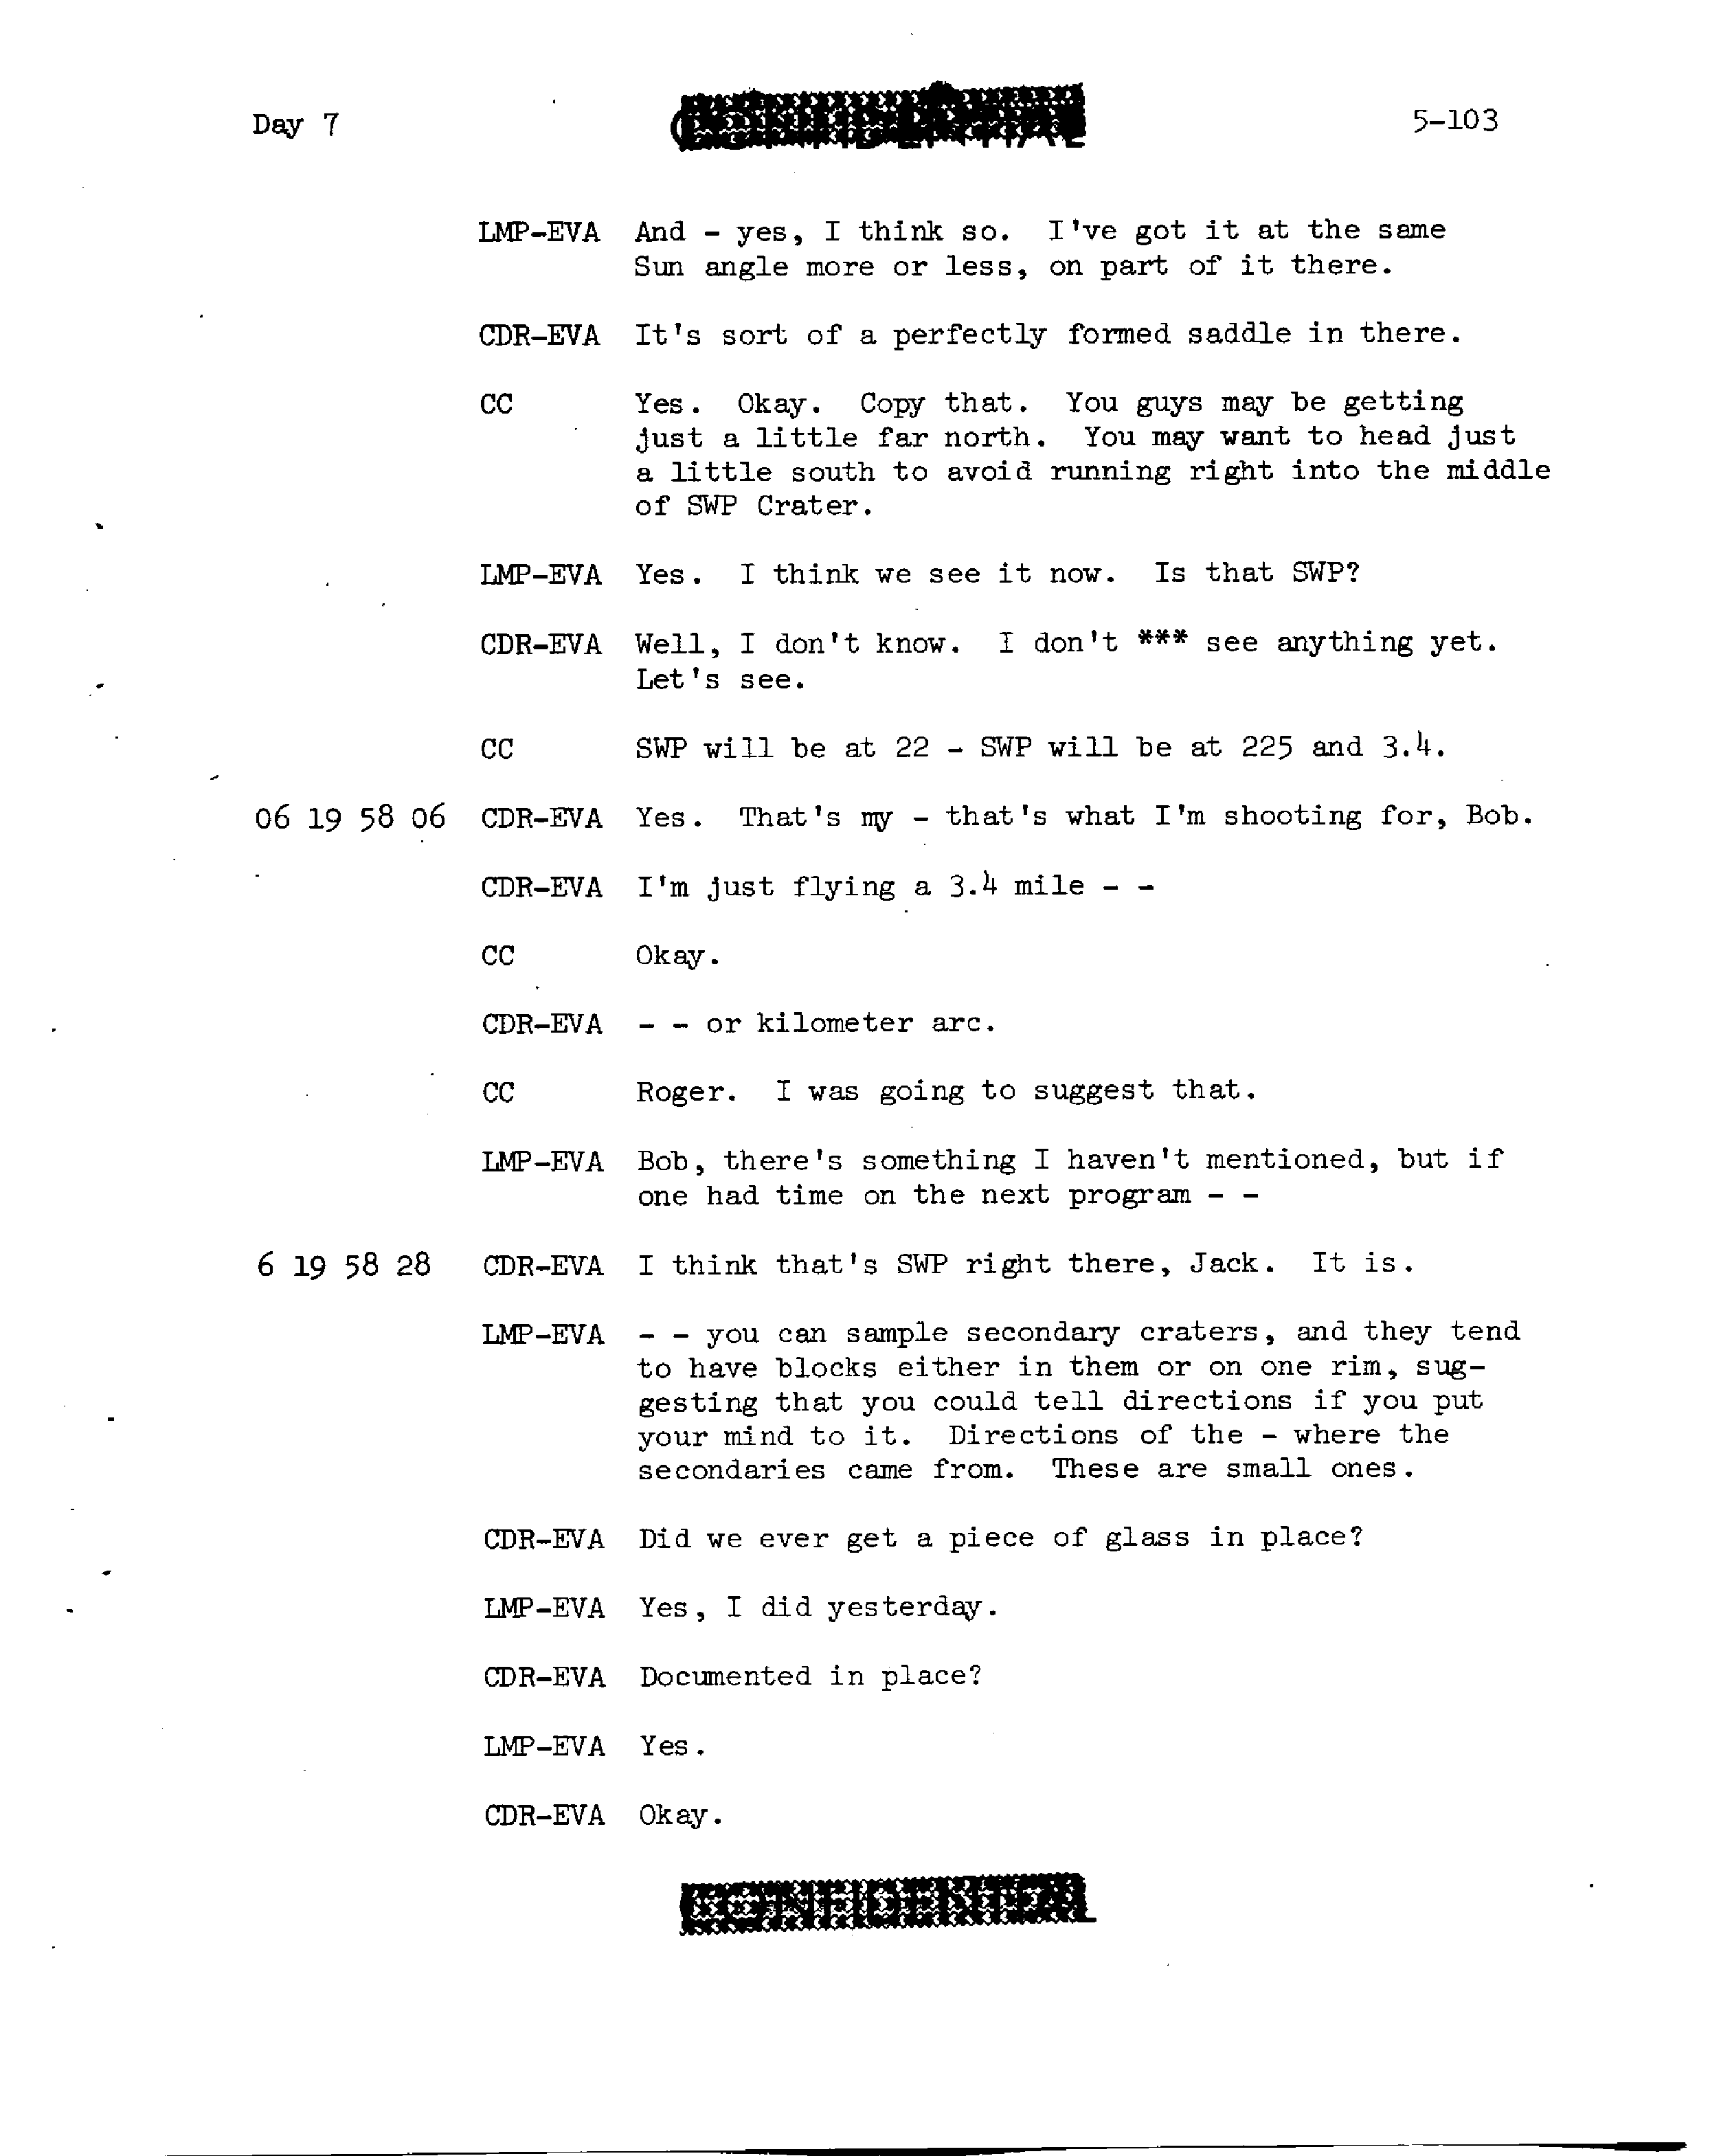 Day 7
5-103
LMP-EVA And - yes, I think so. I've got it at the same
Sun angle more or less, on part of it there.
CDR-EVA It's sort of a perfectly formed saddle in there.
CC Yes. Okay. Copy that. You guys may be getting
just a little far north. You may want to head just
a little south to avoid running right into the middle
of SWP Crater.
LMP-EVA Yes. I think we see it now. Is that SWP?
CDR-EVA Well, I don't know. I don't *** see anything yet.
Let's see.
CC SWP will be at 22 - SWP will be at 225 and 3.4.
06 19 58 06 CDR-EVA Yes. That's my - that's what I'm shooting for, Bob.
CDR-EVA I'm just flying a 3.4 mile - -
CC Okay.
CDR-EVA - - or kilometer arc.
CC Roger. I was going to suggest that.
LMP-EVA Bob, there's something I haven't mentioned, but if
one had time on the next program - -
6 19 58 28 CDR-EVA I think that's SWP right there, Jack. It is.
LMP-EVA - - you can sample secondary craters, and they tend
to have blocks either in them or on one rim, sug-
gesting that you could tell directions if you put
your mind to it. Directions of the - where the
secondaries came from. These are small ones.
CDR-EVA Did we ever get a piece of glass in place?
LMP-EVA Yes, I did yesterday.
CDR-EVA Documented in place?
LMP-EVA Yes.
CDR-EVA Okay.
CONFIDENTIAL